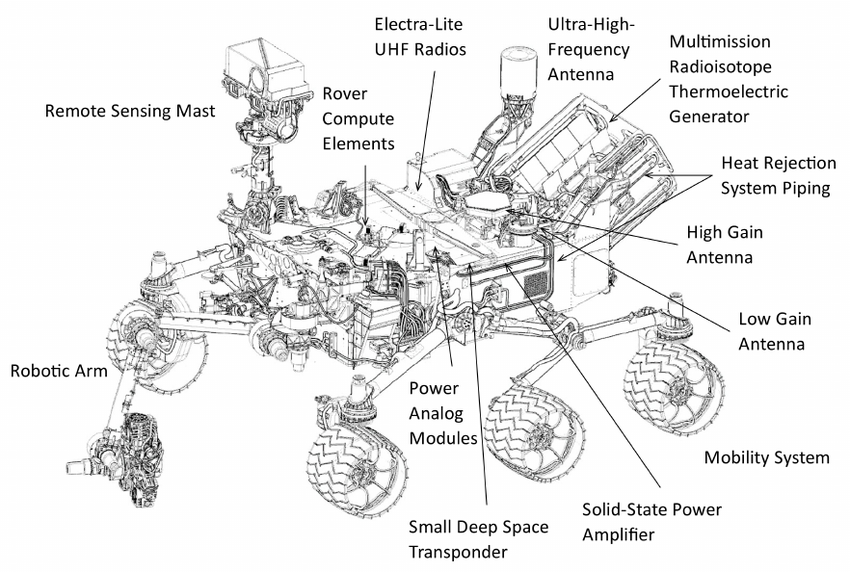 Electra-Lite
UHF Radios
Ultra-High-
Frequency
Antenna
Multimission
Radioisotope
Thermoelectric
Generator
Remote Sensing Mast
Rover
Compute
Elements
Heat Rejection
System Piping
High Gain
Antenna
Low Gain
Antenna
Robotic Arm
Power
Analog
Modules
Mobility System
Small Deep Space
Transponder
Solid-State Power
Amplifier